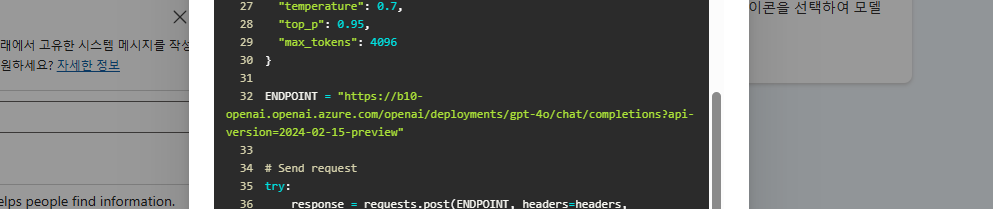 래에서 고유한 시스템 메시지를 작성
원하세요? 자세한 정보
elps people find information.
27 "temperature": 0.7,
28 "top_p": 0.95,
29 "max_tokens": 4096
30 }
31
32 ENDPOINT = "https://b10-
openai.openai.azure.com/openai/deployments/gpt-4o/chat/completions?api-
version=2024-02-15-preview"
33
34 # Send request
35 try:
36 response = requests.post(ENDPOINT, headers=headers,
이콘을 선택하여 모델